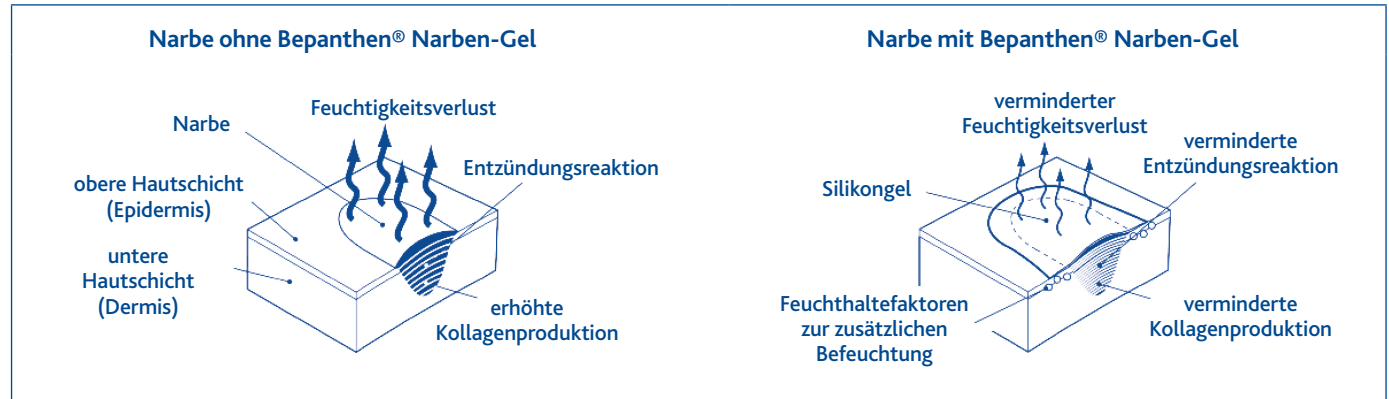 Narbe ohne Bepanthen® Narben-Gel
Feuchtigkeitsverlust
Narbe
Entzündungsreaktion
obere Hautschicht
(Epidermis)
untere
Hautschicht
(Dermis)
erhöhte
Kollagenproduktion
Narbe mit Bepanthen® Narben-Gel
verminderter
Feuchtigkeitsverlust
verminderte
Entzündungsreaktion
Silikongel
Feuchthaltefaktoren
zur zusätzlichen
Befeuchtung
verminderte
Kollagenproduktion